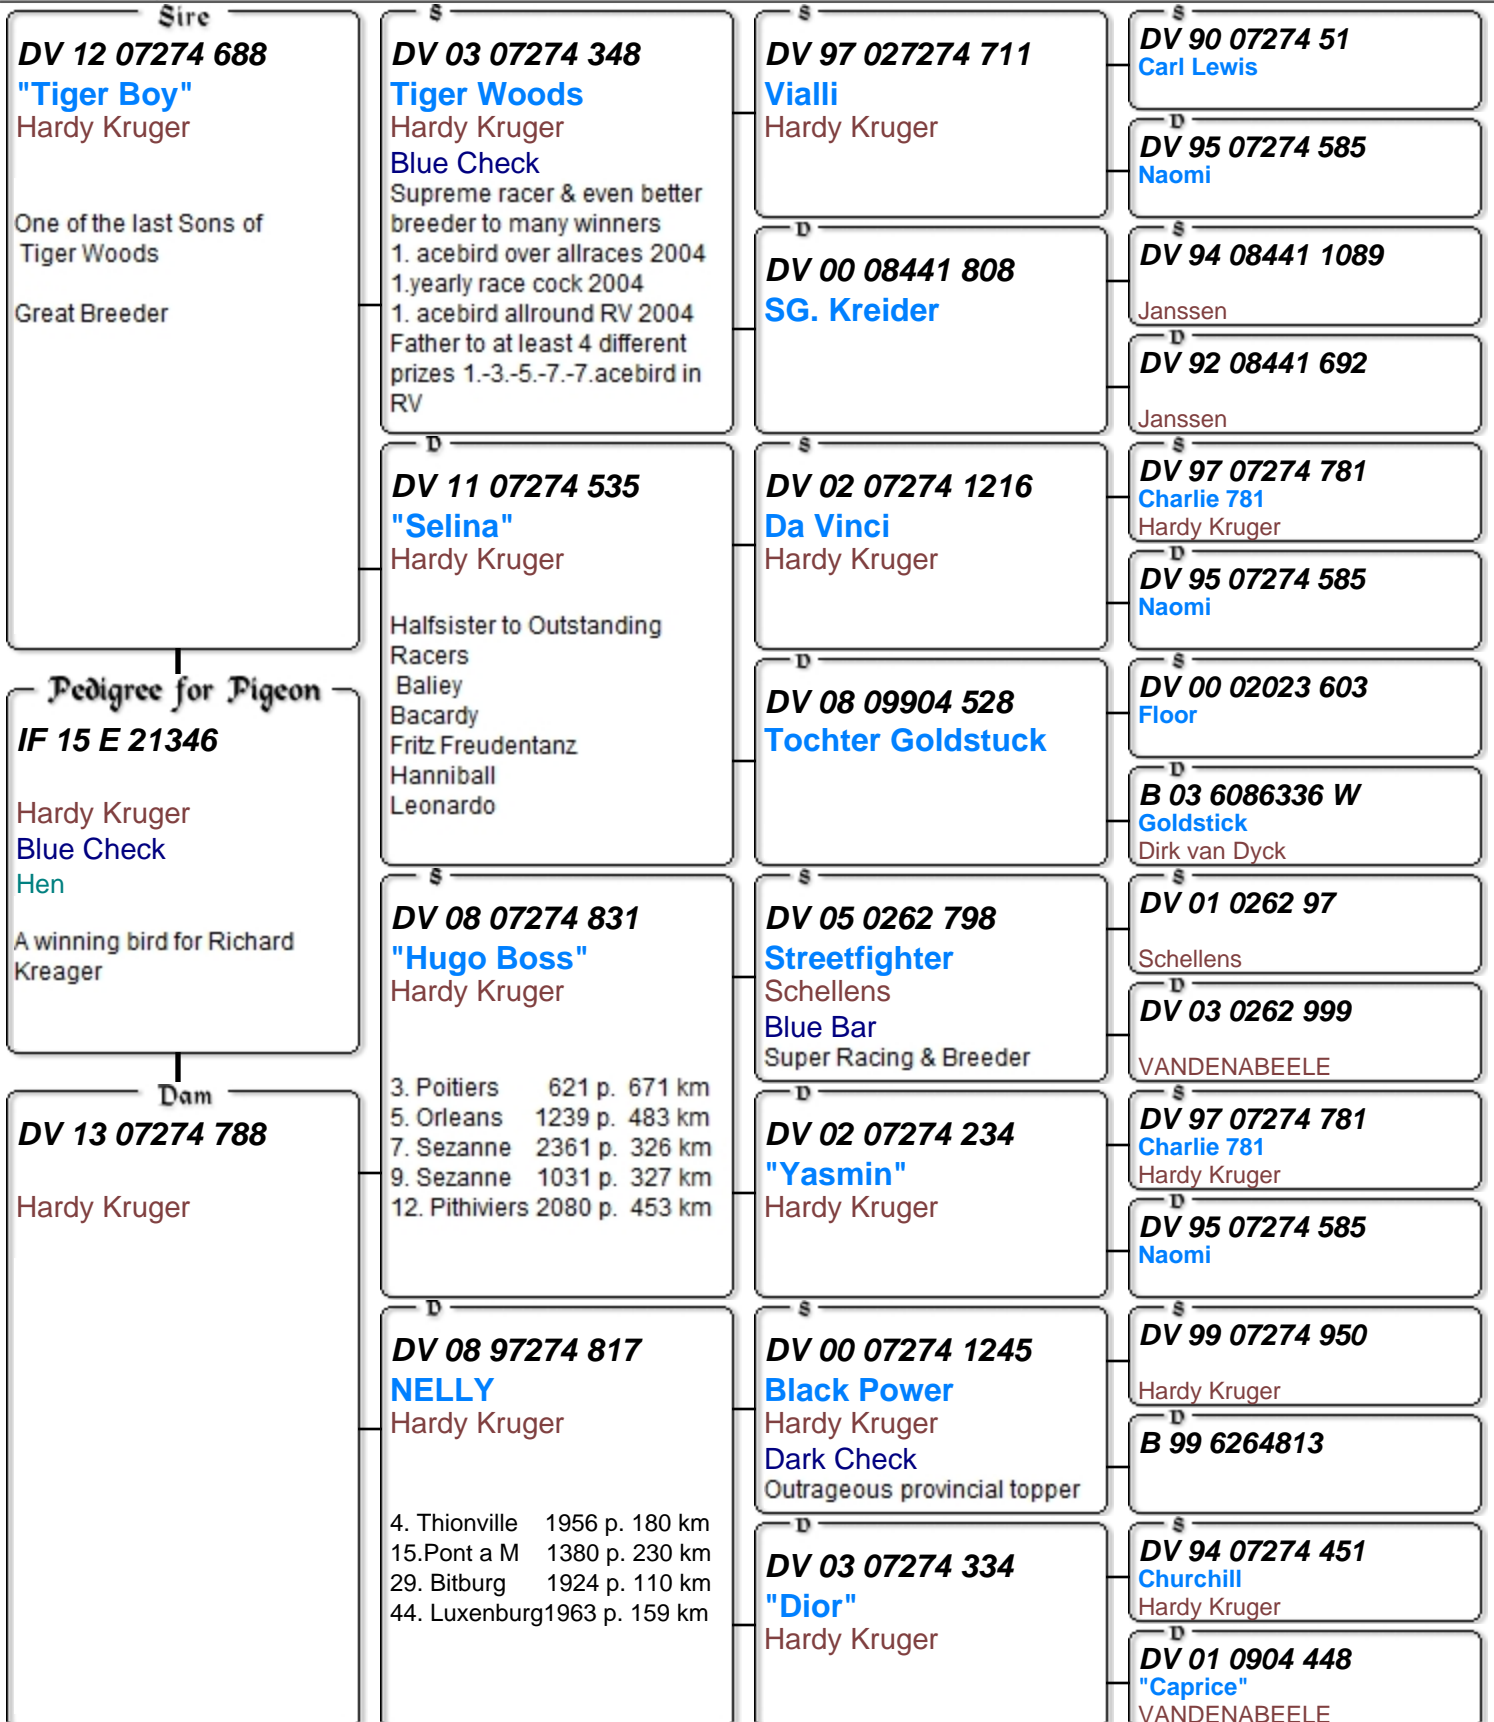 Sire
DV 12 07274 688
"Tiger Boy"
Hardy Kruger
One of the last Sons of
Tiger Woods
Great Breeder
Pedigree for Pigeon
IF 15 E 21346
Hardy Kruger
Blue Check
Hen
A winning bird for Richard
Kreager
Dam
DV 13 07274 788
Hardy Kruger
S
DV 03 07274 348
Tiger Woods
Hardy Kruger
Blue Check
Supreme racer & even better
breeder to many winners
1. acebird over allraces 2004
1.yearly race cock 2004
1. acebird allround RV 2004
Father to at least 4 different
prizes 1.-3.-5.-7.-7.acebird in
RV
D
DV 11 07274 535
"Selina"
Hardy Kruger
Halfsister to Outstanding
Racers
Baliey
Bacardy
Fritz Freudentanz
Hanniball
Leonardo
S
DV 08 07274 831
"Hugo Boss"
Hardy Kruger
3. Poitiers 621 p. 671 km
5. Orleans 1239 p. 483 km
7. Sezanne 2361 p. 326 km
9. Sezanne 1031 p. 327 km
12. Pithiviers 2080 p. 453 km
D
DV 08 97274 817
NELLY
Hardy Kruger
4. Thionville 1956 p. 180 km
15.Pont a M 1380 p. 230 km
29. Bitburg 1924 p. 110 km
44. Luxenburg1963 p. 159 km
S
DV 97 027274 711
Vialli
Hardy Kruger
D
DV 00 08441 808
SG. Kreider
S
DV 02 07274 1216
Da Vinci
Hardy Kruger
D
DV 08 09904 528
Tochter Goldstuck
S
DV 05 0262 798
Streetfighter
Schellens
Blue Bar
Super Racing & Breeder
D
DV 02 07274 234
"Yasmin"
Hardy Kruger
S
DV 00 07274 1245
Black Power
Hardy Kruger
Dark Check
Outrageous provincial topper
D
DV 03 07274 334
"Dior"
Hardy Kruger
S
DV 90 07274 51
Carl Lewis
D
DV 95 07274 585
Naomi
S
DV 94 08441 1089
Janssen
D
DV 92 08441 692
Janssen
S
DV 97 07274 781
Charlie 781
Hardy Kruger
D
DV 95 07274 585
Naomi
S
DV 00 02023 603
Floor
D
B 03 6086336 W
Goldstick
Dirk van Dyck
S
DV 01 0262 97
Schellens
D
DV 03 0262 999
VANDENABEELE
S
DV 97 07274 781
Charlie 781
Hardy Kruger
D
DV 95 07274 585
Naomi
S
DV 99 07274 950
Hardy Kruger
D
B 99 6264813
S
DV 94 07274 451
Churchill
Hardy Kruger
D
DV 01 0904 448
"Caprice"
VANDENABEELE